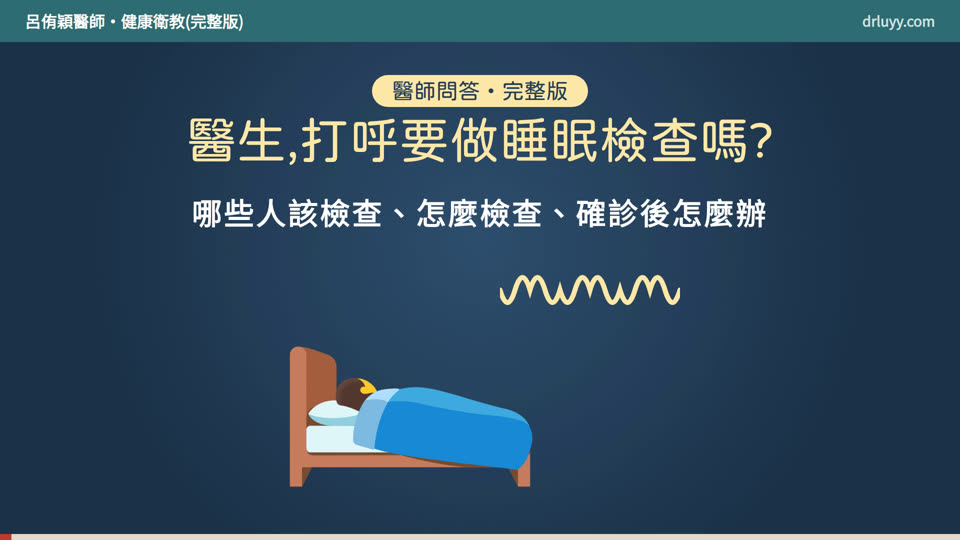 呂侑穎醫師・健康衛教(完整版)
drluyy.com
醫師問答・完整版
醫生,打呼要做睡眠檢查嗎?
哪些人該檢查、怎麼檢查、確診後怎麼辦